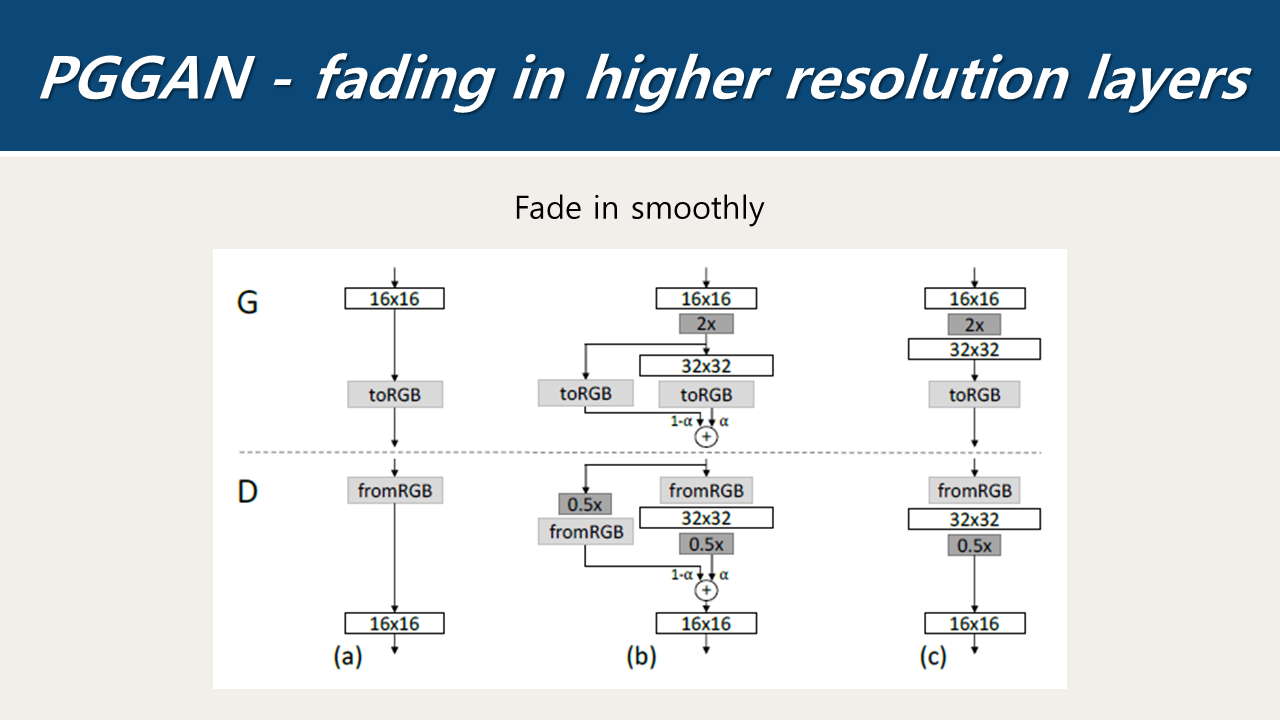 PGGAN - fading in higher resolution layers
Fade in smoothly
G
16x16
toRGB
16x16
2x
32x32
toRGB
toRGB
1-α
α
+
16x16
2x
32x32
toRGB
D
fromRGB
16x16
(a)
0.5x
fromRGB
fromRGB
32x32
0.5x
1-α
α
+
16x16
(b)
fromRGB
32x32
0.5x
16x16
(c)